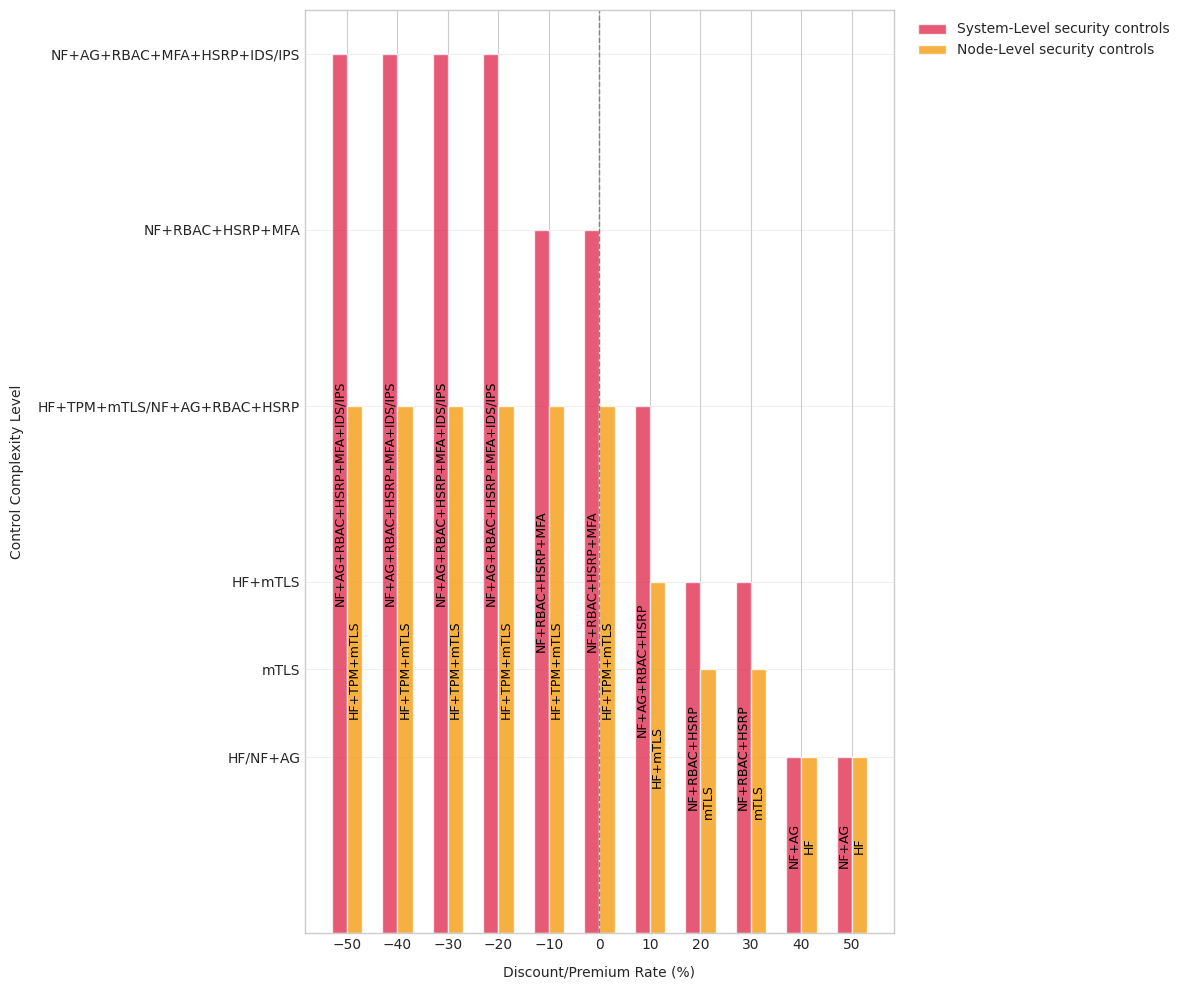 System-Level security controls
Node-Level security controls
NF+AG+RBAC+MFA+HSRP+IDS/IPS
NF+RBAC+HSRP+MFA
HF+TPM+mTLS/NF+AG+RBAC+HSRP
HF+mTLS
mTLS
HF/NF+AG
Control Complexity Level
NF+AG+RBAC+HSRP+MFA+IDS/IPS
HF+TPM+mTLS
NF+AG+RBAC+HSRP+MFA+IDS/IPS
HF+TPM+mTLS
NF+AG+RBAC+HSRP+MFA+IDS/IPS
HF+TPM+mTLS
NF+AG+RBAC+HSRP+MFA+IDS/IPS
HF+TPM+mTLS
NF+RBAC+HSRP+MFA
HF+TPM+mTLS
NF+RBAC+HSRP+MFA
HF+TPM+mTLS
NF+AG+RBAC+HSRP
HF+mTLS
NF+RBAC+HSRP
mTLS
NF+RBAC+HSRP
mTLS
NF+AG
HF
NF+AG
HF
−50 −40 −30 −20 −10 0 10 20 30 40 50
Discount/Premium Rate (%)